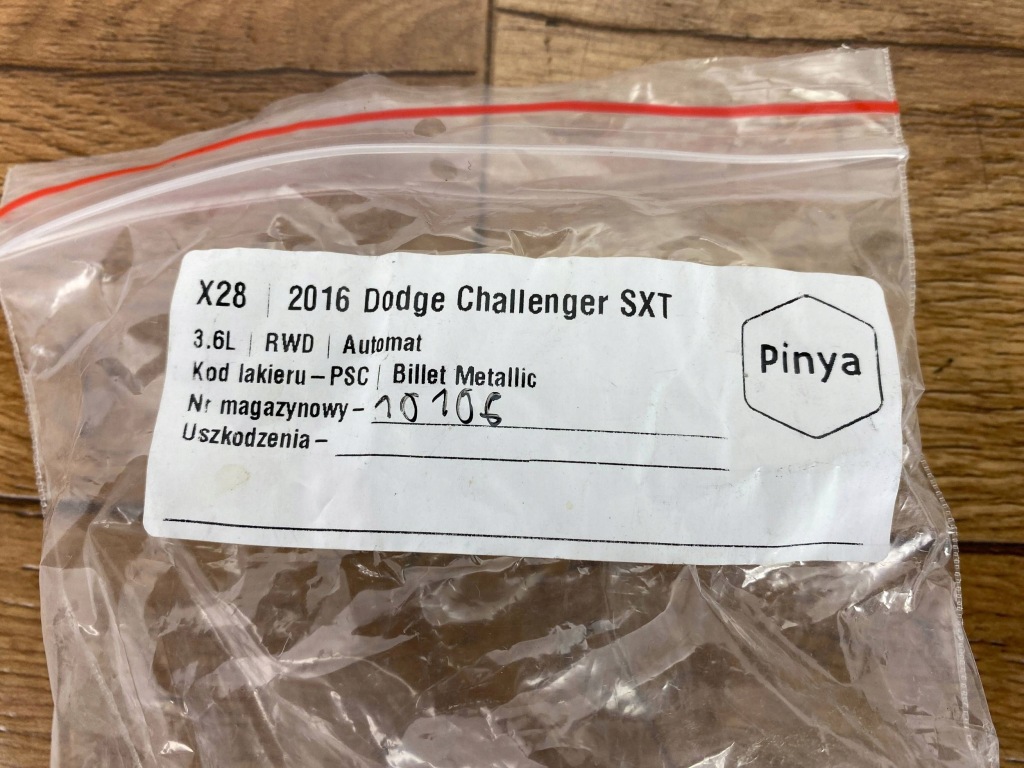 X28 | 2016 Dodge Challenger SXT
3.6L | RWD | Automat
Kod lakieru – PSC | Billet Metallic
Nr magazynowy – 10106
Uszkodzenia –
Pinya